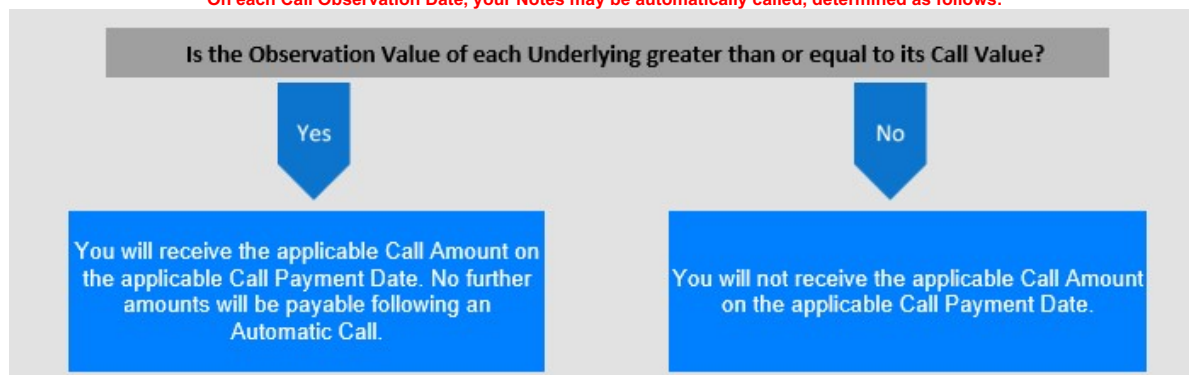 On each Call Observation Date, your Notes may be automatically called, determined as follows:
Is the Observation Value of each Underlying greater than or equal to its Call Value?
Yes
No
You will receive the applicable Call Amount on
the applicable Call Payment Date. No further
amounts will be payable following an
Automatic Call.
You will not receive the applicable Call Amount
on the applicable Call Payment Date.